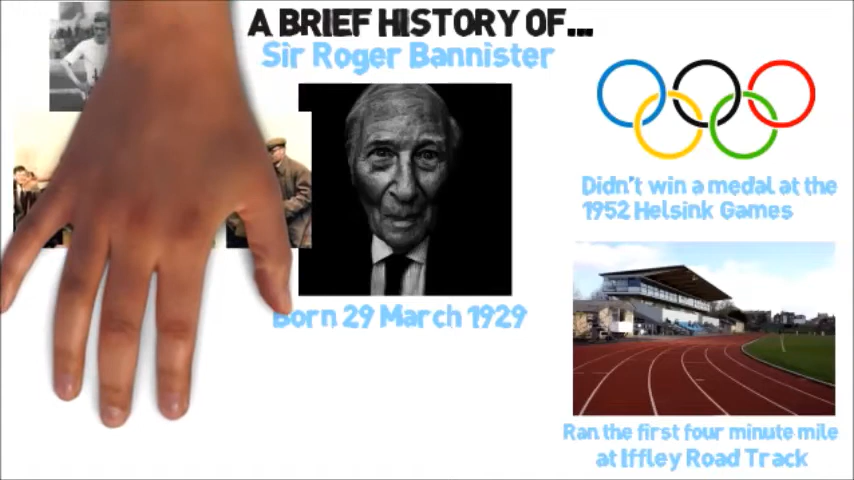 A BRIEF HISTORY OF...
Sir Roger Bannister
Didn't win a medal at the
1952 Helsink Games
Born 29 March 1929
Ran the first four minute mile
at Iffley Road Track